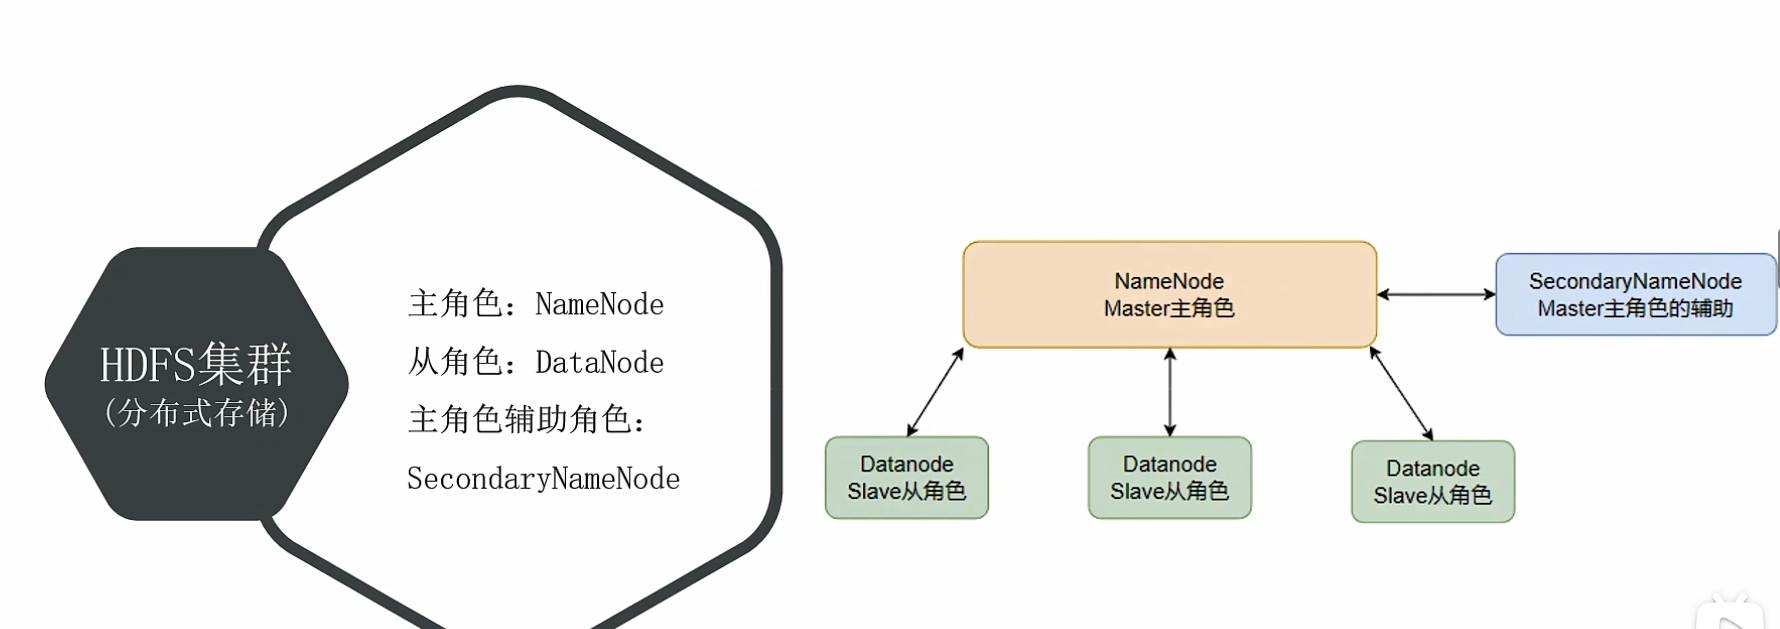 HDFS集群
(分布式存储)
主角色：NameNode
从角色：DataNode
主角色辅助角色：
SecondaryNameNode
NameNode
Master主角色
SecondaryNameNode
Master主角色的辅助
Datanode
Slave从角色
Datanode
Slave从角色
Datanode
Slave从角色